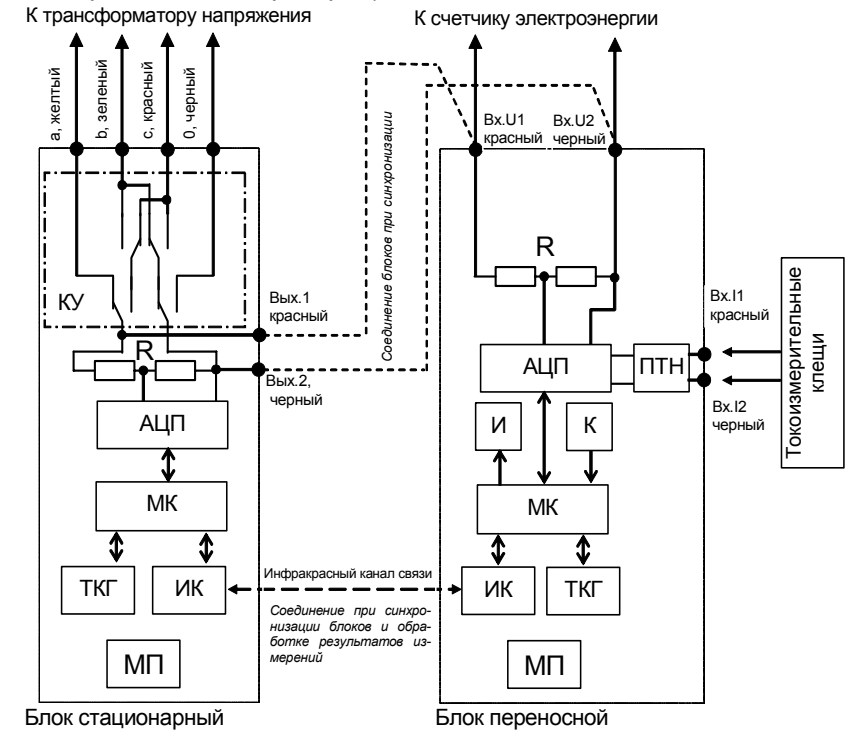 К трансформатору напряжения
К счетчику электроэнергии
а, желтый
b, зеленый
с, красный
0, черный
КУ
Вых.1
красный
R
Вых.2,
черный
АЦП
МК
ТКГ
ИК
МП
Блок стационарный
Соединение блоков при синхронизации
Инфракрасный канал связи
Соединение при синхро-
низации блоков и обра-
ботке результатов из-
мерений
Вх.U1
красный
Вх.U2
черный
R
АЦП
ПТН
Вх.I1
красный
Вх.I2
черный
Токоизмерительные
клещи
И
К
МК
ИК
ТКГ
МП
Блок переносной